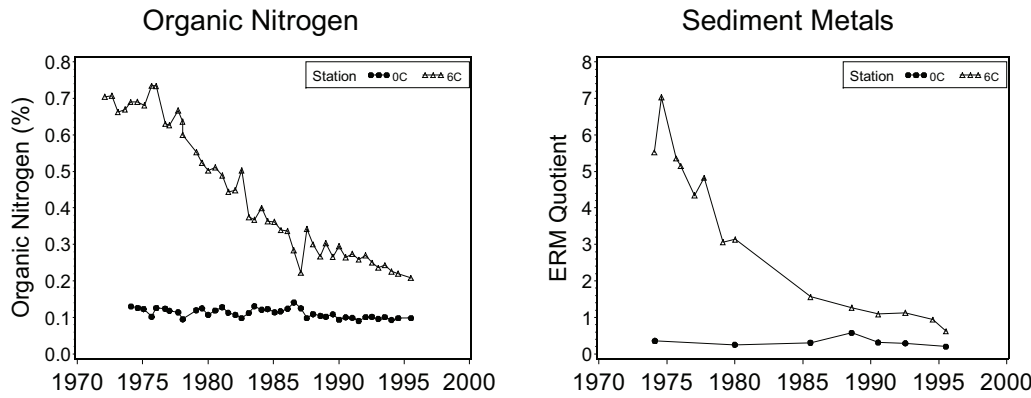 Organic Nitrogen
Sediment Metals
Organic Nitrogen (%)
0.8
0.7
0.6
0.5
0.4
0.3
0.2
0.1
0.0
Station 0C 6C
1970 1975 1980 1985 1990 1995 2000
ERM Quotient
8
7
6
5
4
3
2
1
0
Station 0C 6C
1970 1975 1980 1985 1990 1995 2000